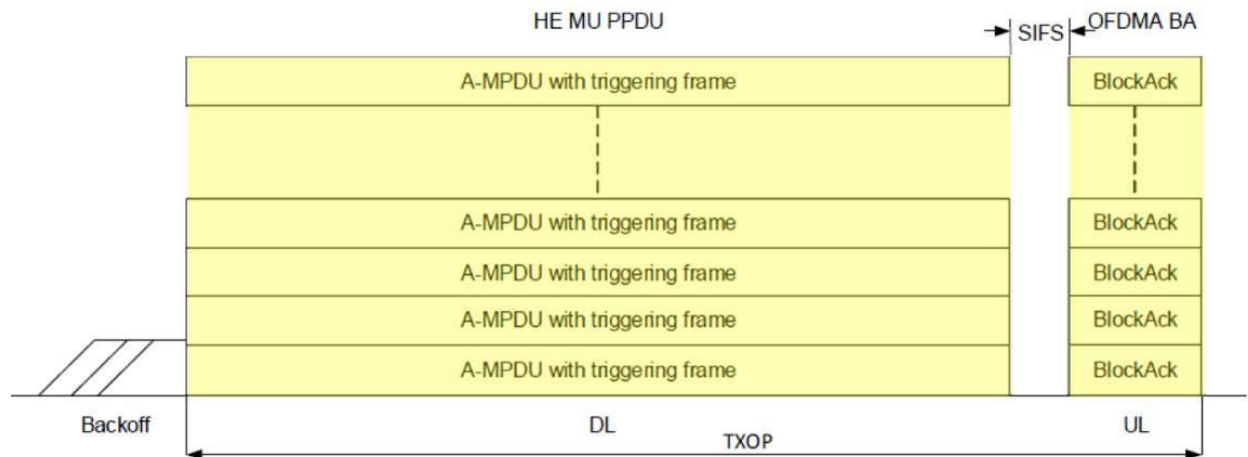 HE MU PPDU SIFS OFDMA BA
A-MPDU with triggering frame BlockAck
A-MPDU with triggering frame BlockAck
A-MPDU with triggering frame BlockAck
A-MPDU with triggering frame BlockAck
A-MPDU with triggering frame BlockAck
Backoff DL UL
TXOP